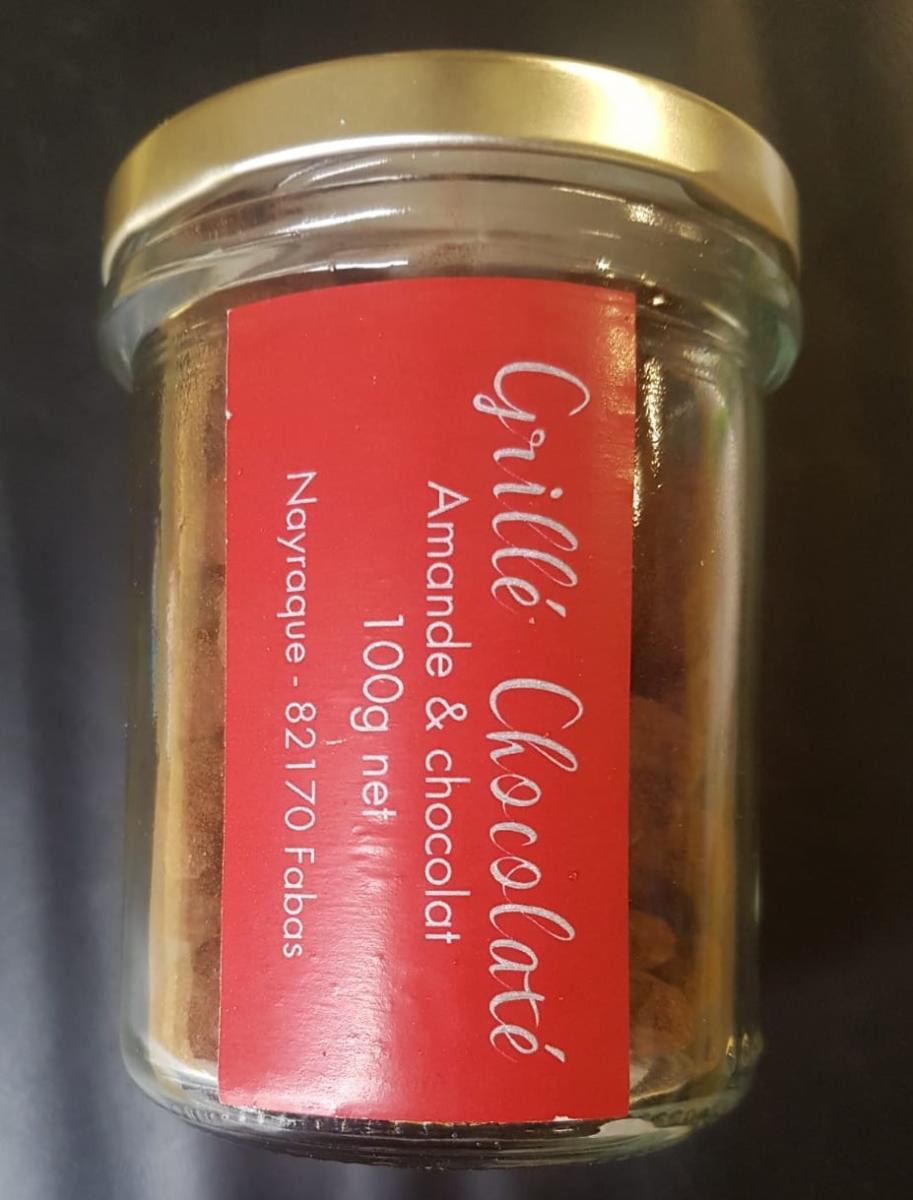 Grillé Chocolaté
Amande & chocolat
100g net
Nayraque - 82170 Fabas